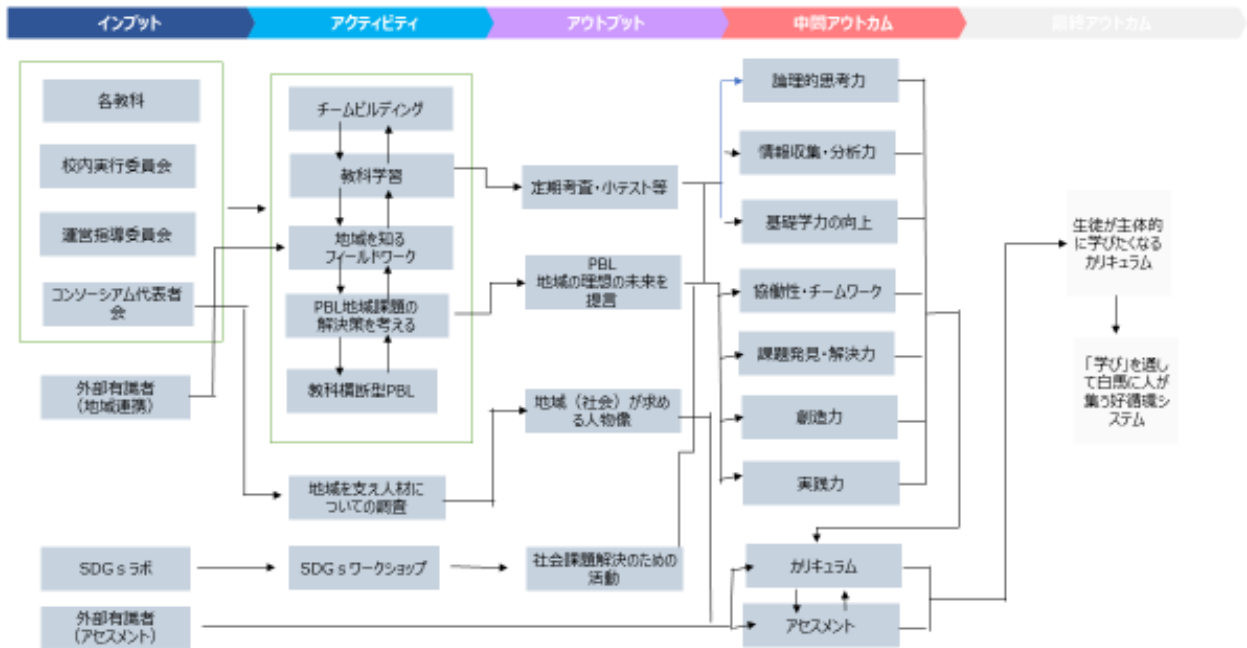 インプット
アクティビティ
アウトプット
中間アウトカム
最終アウトカム
各教科
校内実行委員会
運営指導委員会
コンソーシアム代表者
会
外部有識者
(地域連携)
SDGsラボ
外部有識者
(アセスメント)
チームビルディング
教科学習
地域を知る
フィールドワーク
PBL地域課題の
解決策を考える
教科横断型PBL
地域を支え人材に
ついての調査
SDGsワークショップ
定期考査・小テスト等
PBL
地域の理想の未来を
提言
地域(社会)が求め
る人物像
社会課題解決のための
活動
論理的思考力
情報収集・分析力
基礎学力の向上
協働性・チームワーク
課題発見・解決力
創造力
実践力
カリキュラム
アセスメント
生徒が主体的
に学びたくなる
カリキュラム
「学び」を通し
て白馬に人が
集う好循環シ
ステム